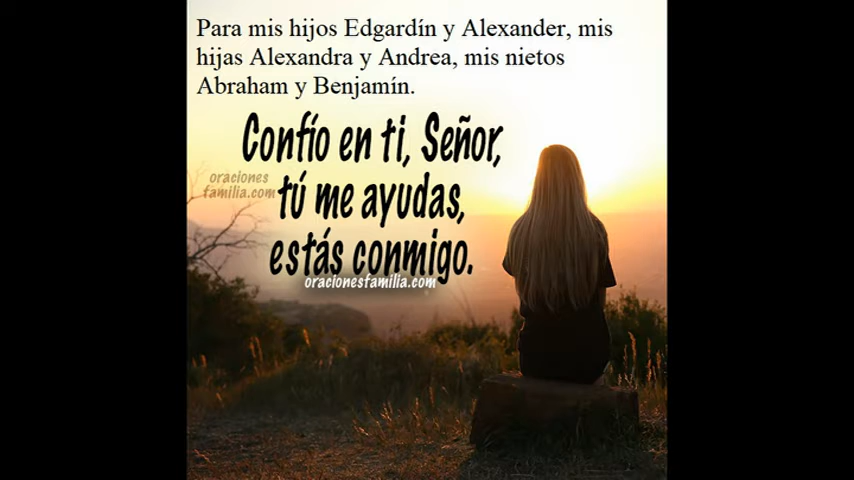 Para mis hijos Edgardín y Alexander, mis
hijas Alexandra y Andrea, mis nietos
Abraham y Benjamín.
Confío en ti, Señor,
oraciones
familia.com
tú me ayudas,
estás conmigo.
oracionesfamilia.com